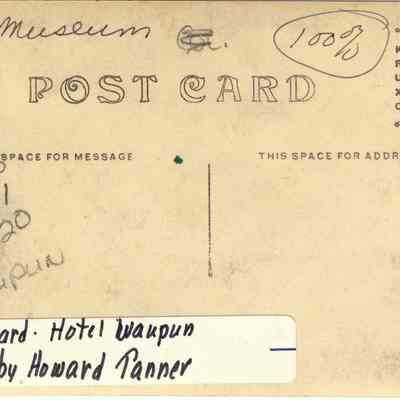 Museum
100%
POST CARD
SPACE FOR MESSAGE
THIS SPACE FOR ADDR
1
20
upun
ard. Hotel Waupun
by Howard Tanner